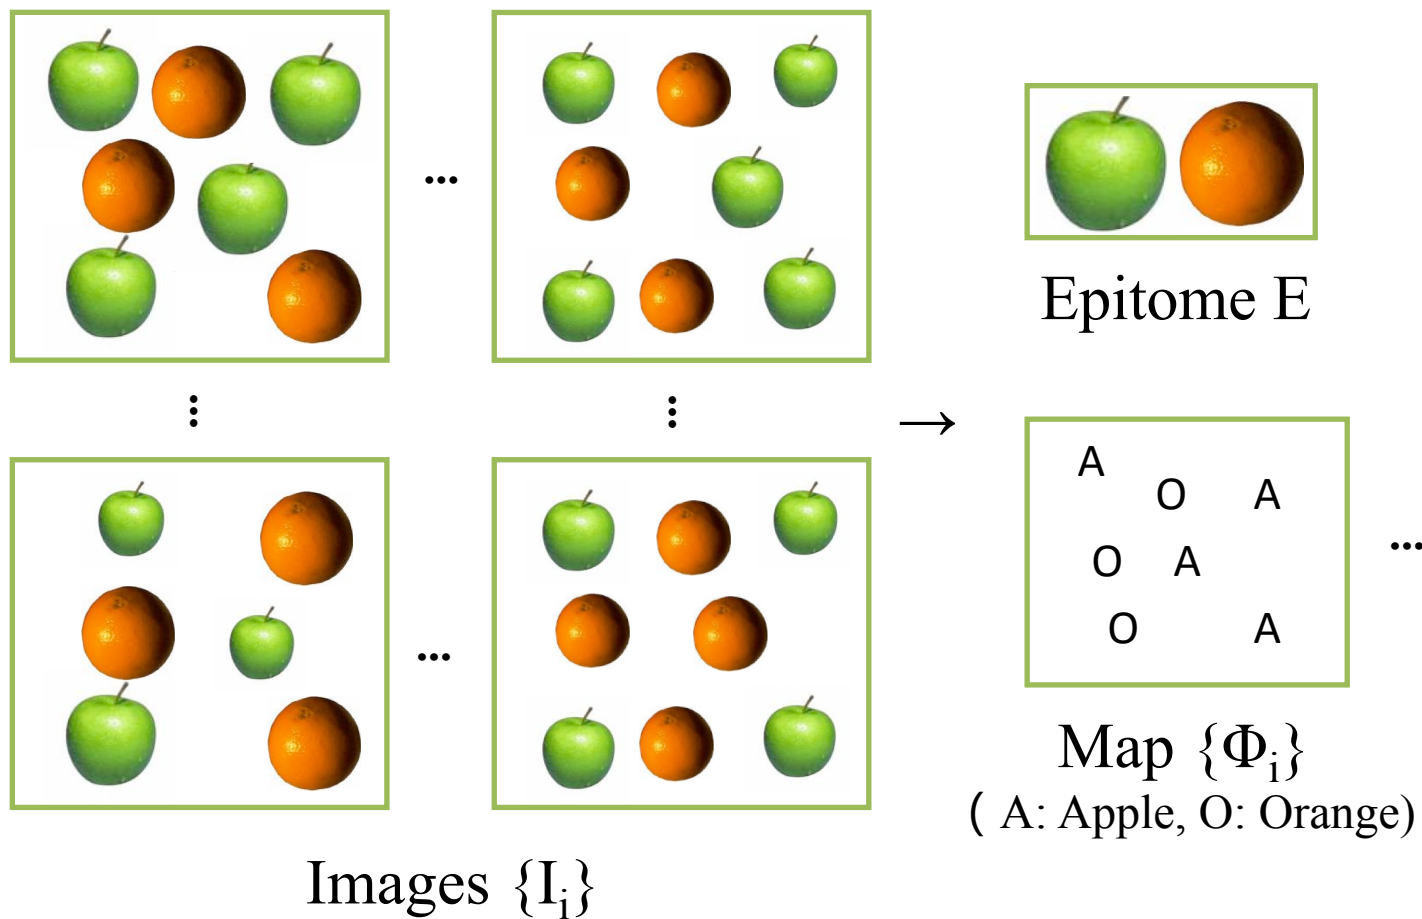 Epitome E
A
O A
O A
O A
Map {Φi}
( A: Apple, O: Orange)
Images {Ii}